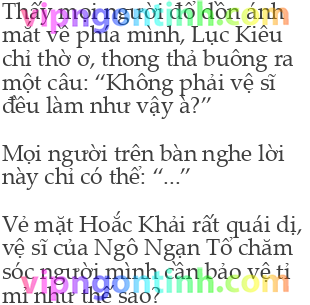 Thấy mọi người đổ dồn ánh
mắt về phía mình, Lục Kiêu
chỉ thờ ơ, thong thả buông ra
một câu: “Không phải vệ sĩ
đều làm như vậy à?”
Mọi người trên bàn nghe lời
này chỉ có thể: “...”
Vẻ mặt Hoắc Khải rất quái dị,
vệ sĩ của Ngô Ngạn Tổ chăm
sóc người mình cần bảo vệ tỉ
mỉ như thế sao?
vipngontinh.com
vipngontinh.com
vipngontinh.com